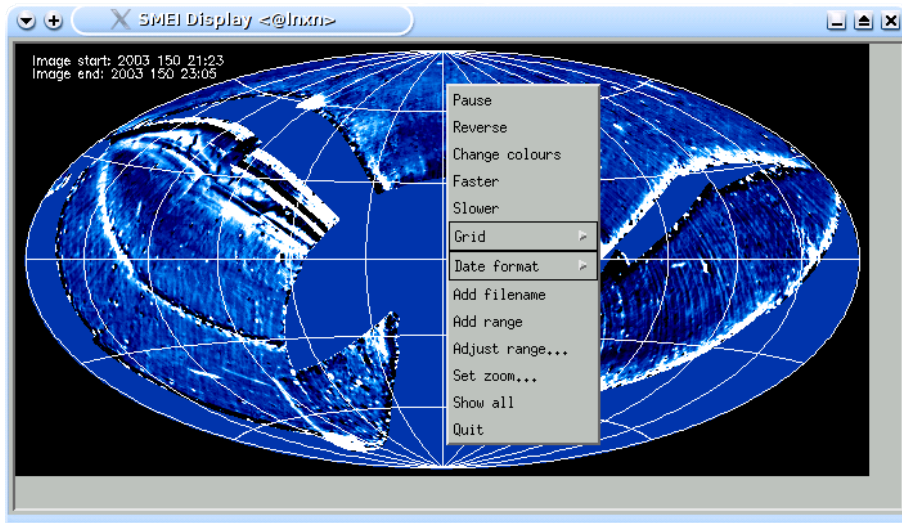 SMEI Display <@lnxn>
Image start: 2003 150 21:23
Image end: 2003 150 23:05
Pause
Reverse
Change colours
Faster
Slower
Grid
Date format
Add filename
Add range
Adjust range...
Set zoom...
Show all
Quit